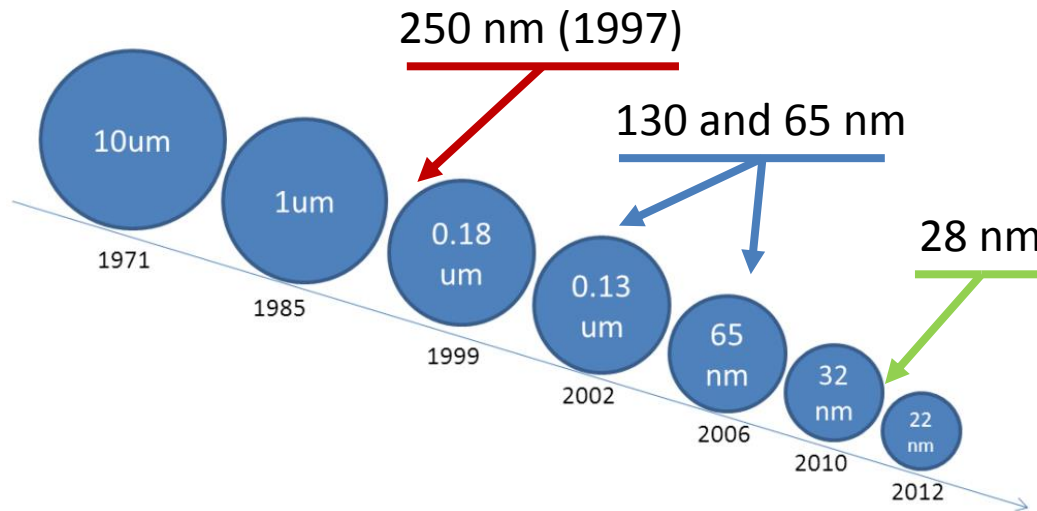 250 nm (1997)
130 and 65 nm
28 nm
10um
1um
0.18
um
0.13
um
65
nm
32
nm
22
nm
1971
1985
1999
2002
2006
2010
2012